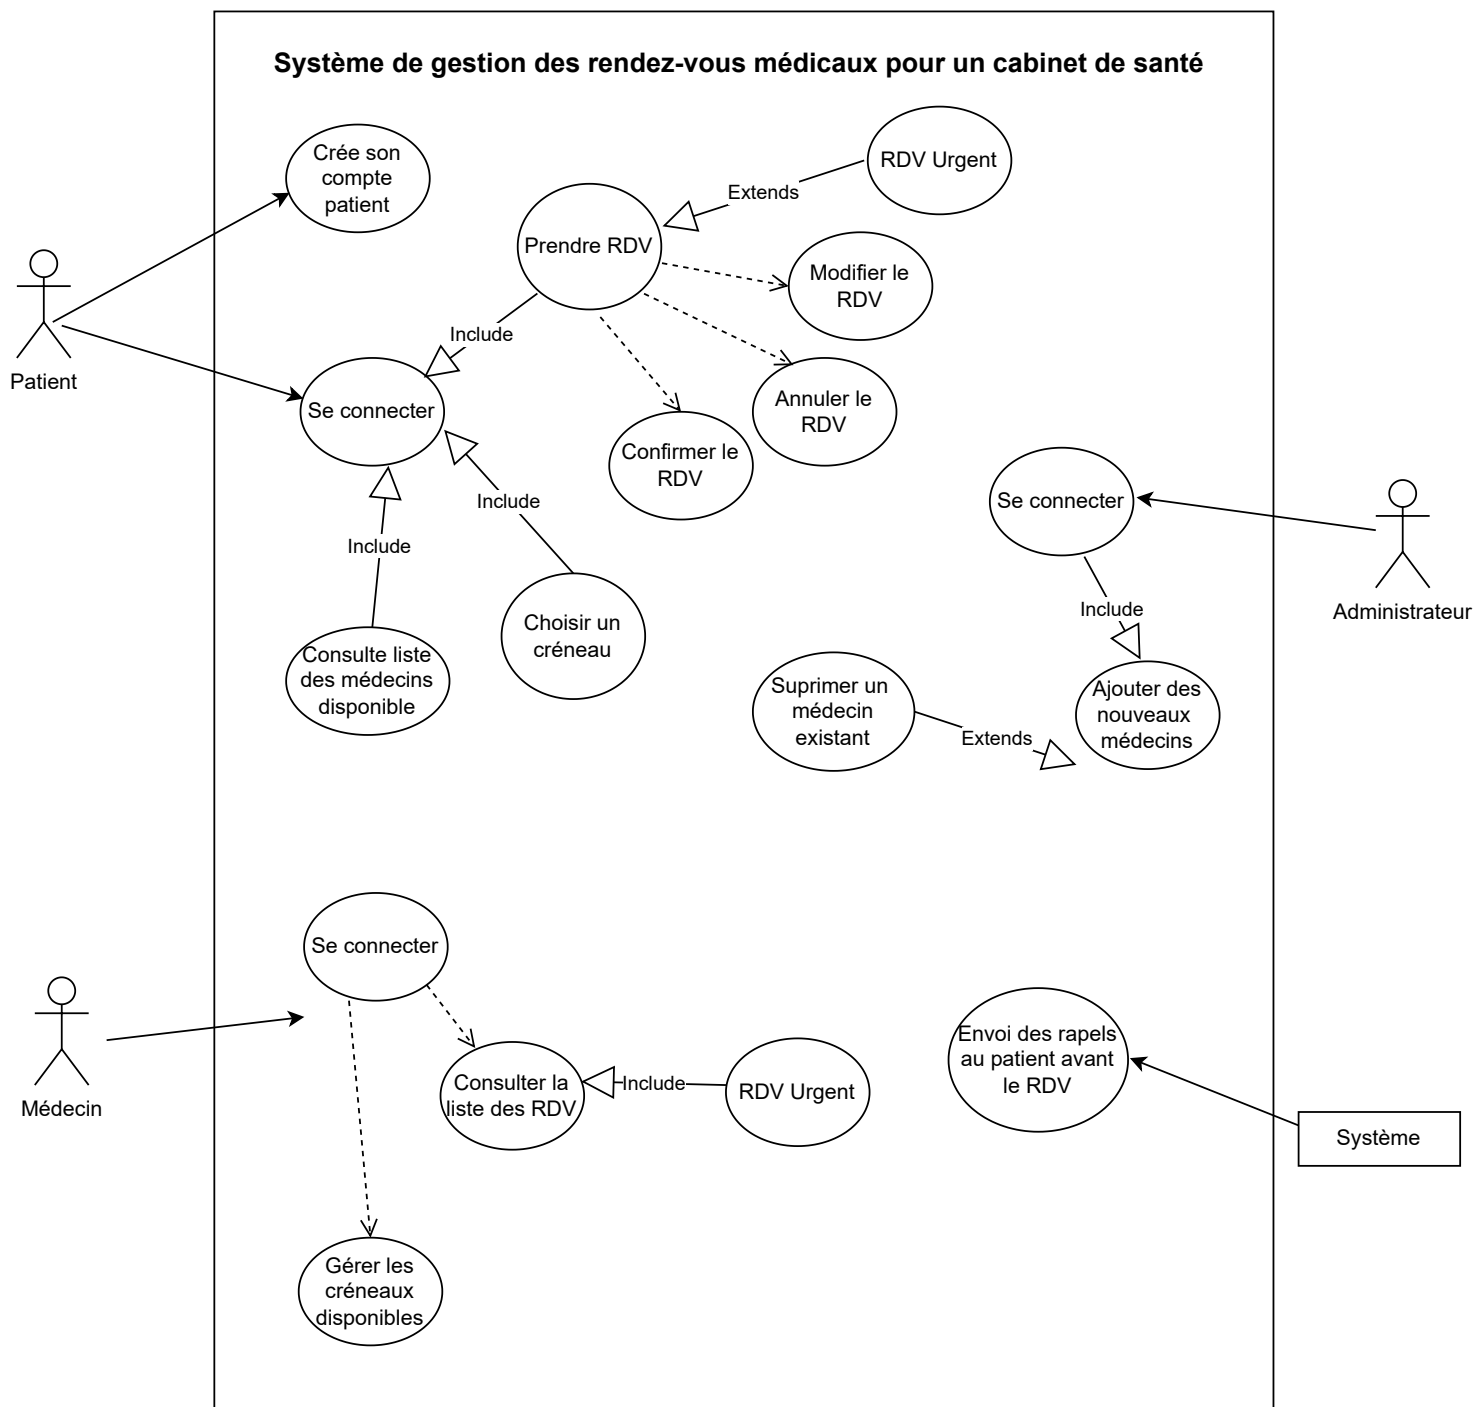 Système de gestion des rendez-vous médicaux pour un cabinet de santé
Crée son
compte
patient
RDV Urgent
Extends
Prendre RDV
Modifier le
RDV
Include
Patient
Se connecter
Annuler le
RDV
Confirmer le
RDV
Include
Include
Se connecter
Administrateur
Include
Choisir un
créneau
Consulte liste
des médecins
disponible
Suprimer un
médecin
existant
Extends
Ajouter des
nouveaux
médecins
Se connecter
Médecin
Consulter la
liste des RDV
Include
RDV Urgent
Envoi des rapels
au patient avant
le RDV
Système
Gérer les
créneaux
disponibles